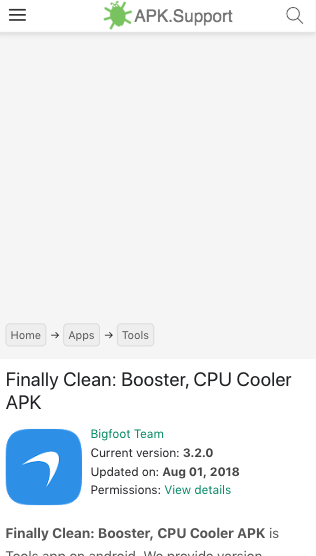 APK.Support
Home → Apps → Tools
Finally Clean: Booster, CPU Cooler
APK
Bigfoot Team
Current version: 3.2.0
Updated on: Aug 01, 2018
Permissions: View details
Finally Clean: Booster, CPU Cooler APK is
Tools app on android. We provide version